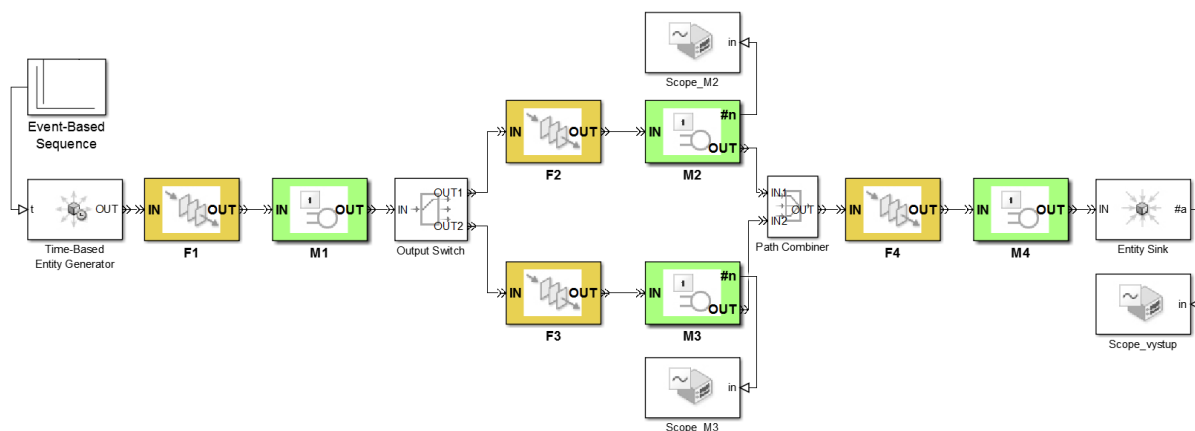 in
Scope_M2
Event-Based
Sequence
IN OUT
F2
IN #n
OUT
M2
t OUT
Time-Based
Entity Generator
IN OUT
F1
IN OUT
M1
IN OUT1
OUT2
Output Switch
IN1
OUT
IN2
Path Combiner
IN OUT
F4
IN OUT
M4
IN #a
Entity Sink
IN OUT
F3
IN #n
OUT
M3
in
Scope_vystup
in
Scope_M3